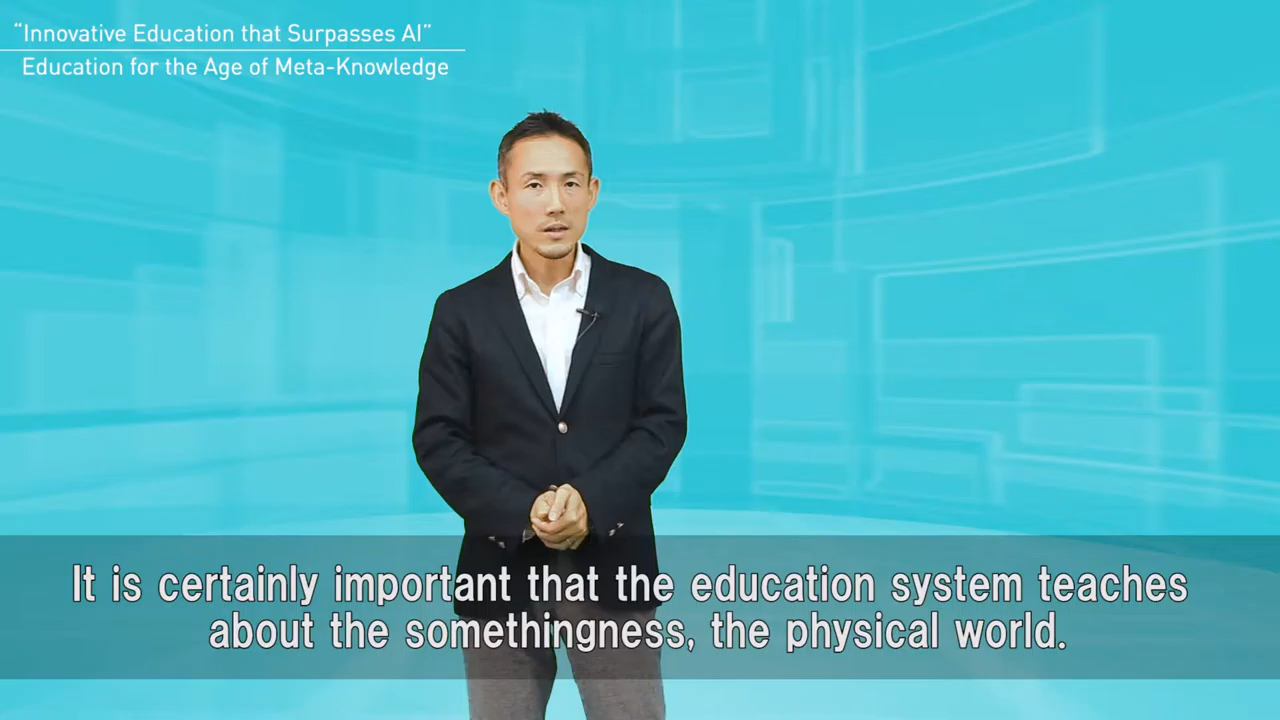 “Innovative Education that Surpasses AI”
Education for the Age of Meta-Knowledge
It is certainly important that the education system teaches
about the somethingness, the physical world.